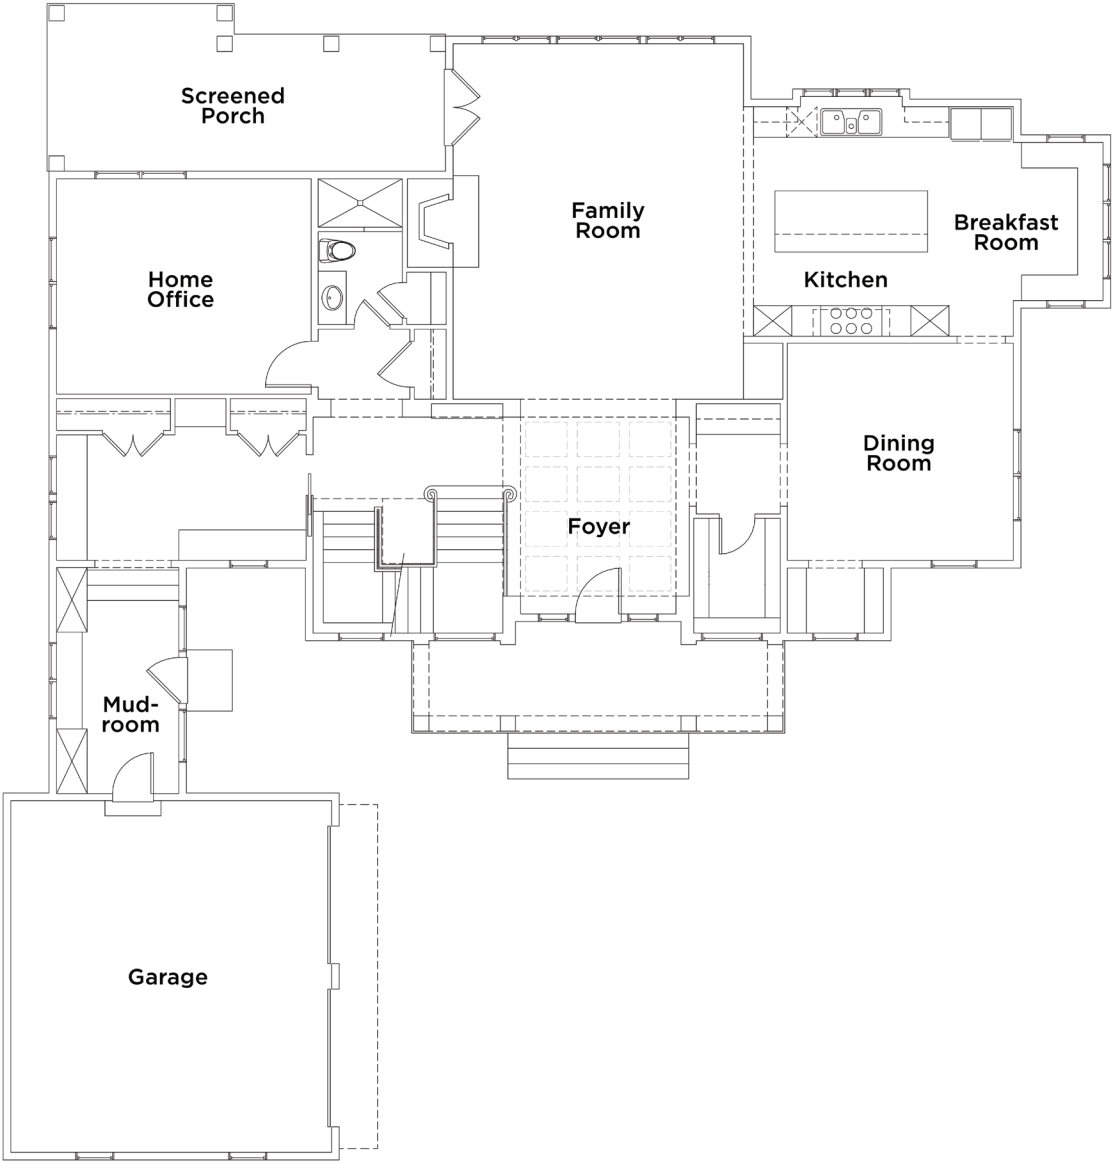 Screened
Porch
Family
Room
Breakfast
Room
Home
Office
Kitchen
Dining
Room
Foyer
Mud-
room
Garage